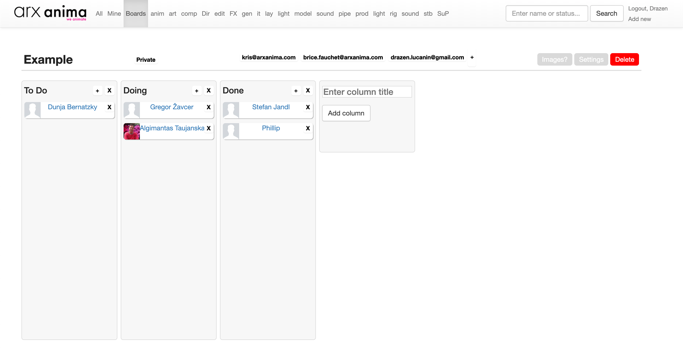 arx anima
we animate
All Mine Boards anim art comp Dir edit FX gen it lay light model sound pipe prod light rig sound stb SuP
Enter name or status...
Search
Logout, Drazen
Add new
Example
Private
kris@arxanima.com brice.fauchet@arxanima.com drazen.lucanin@gmail.com +
Images?
Settings
Delete
To Do + X
Dunja Bernatzky X
Doing + X
Gregor Žavcer X
Algimantas Taujanska X
Done + X
Stefan Jandl X
Phillip X
Enter column title
Add column